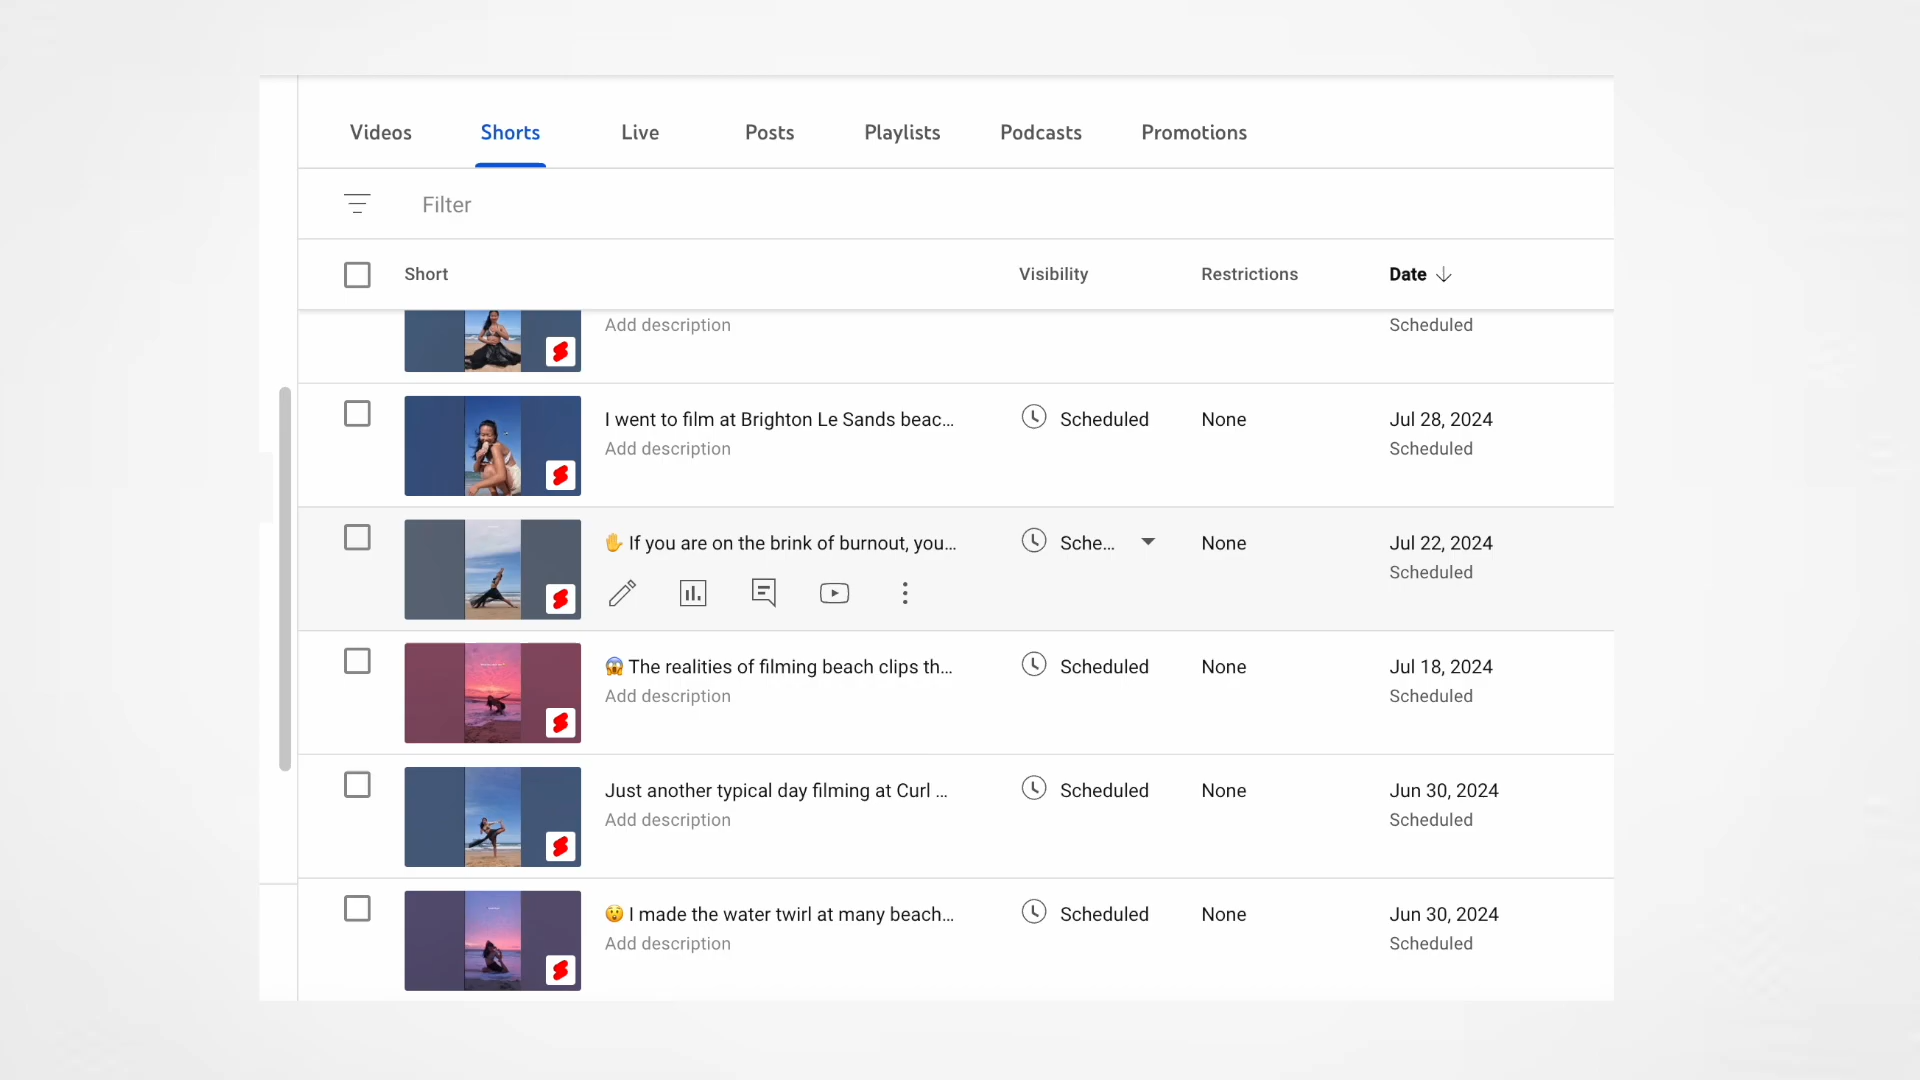 Videos Shorts Live Posts Playlists Podcasts Promotions
Filter
Short Visibility Restrictions Date
Add description Scheduled
I went to film at Brighton Le Sands beac... Scheduled None Jul 28, 2024
Add description Scheduled
✋ If you are on the brink of burnout, you... Sche... None Jul 22, 2024
Scheduled
😱 The realities of filming beach clips th... Scheduled None Jul 18, 2024
Add description Scheduled
Just another typical day filming at Curl ... Scheduled None Jun 30, 2024
Add description Scheduled
😲 I made the water twirl at many beach... Scheduled None Jun 30, 2024
Add description Scheduled